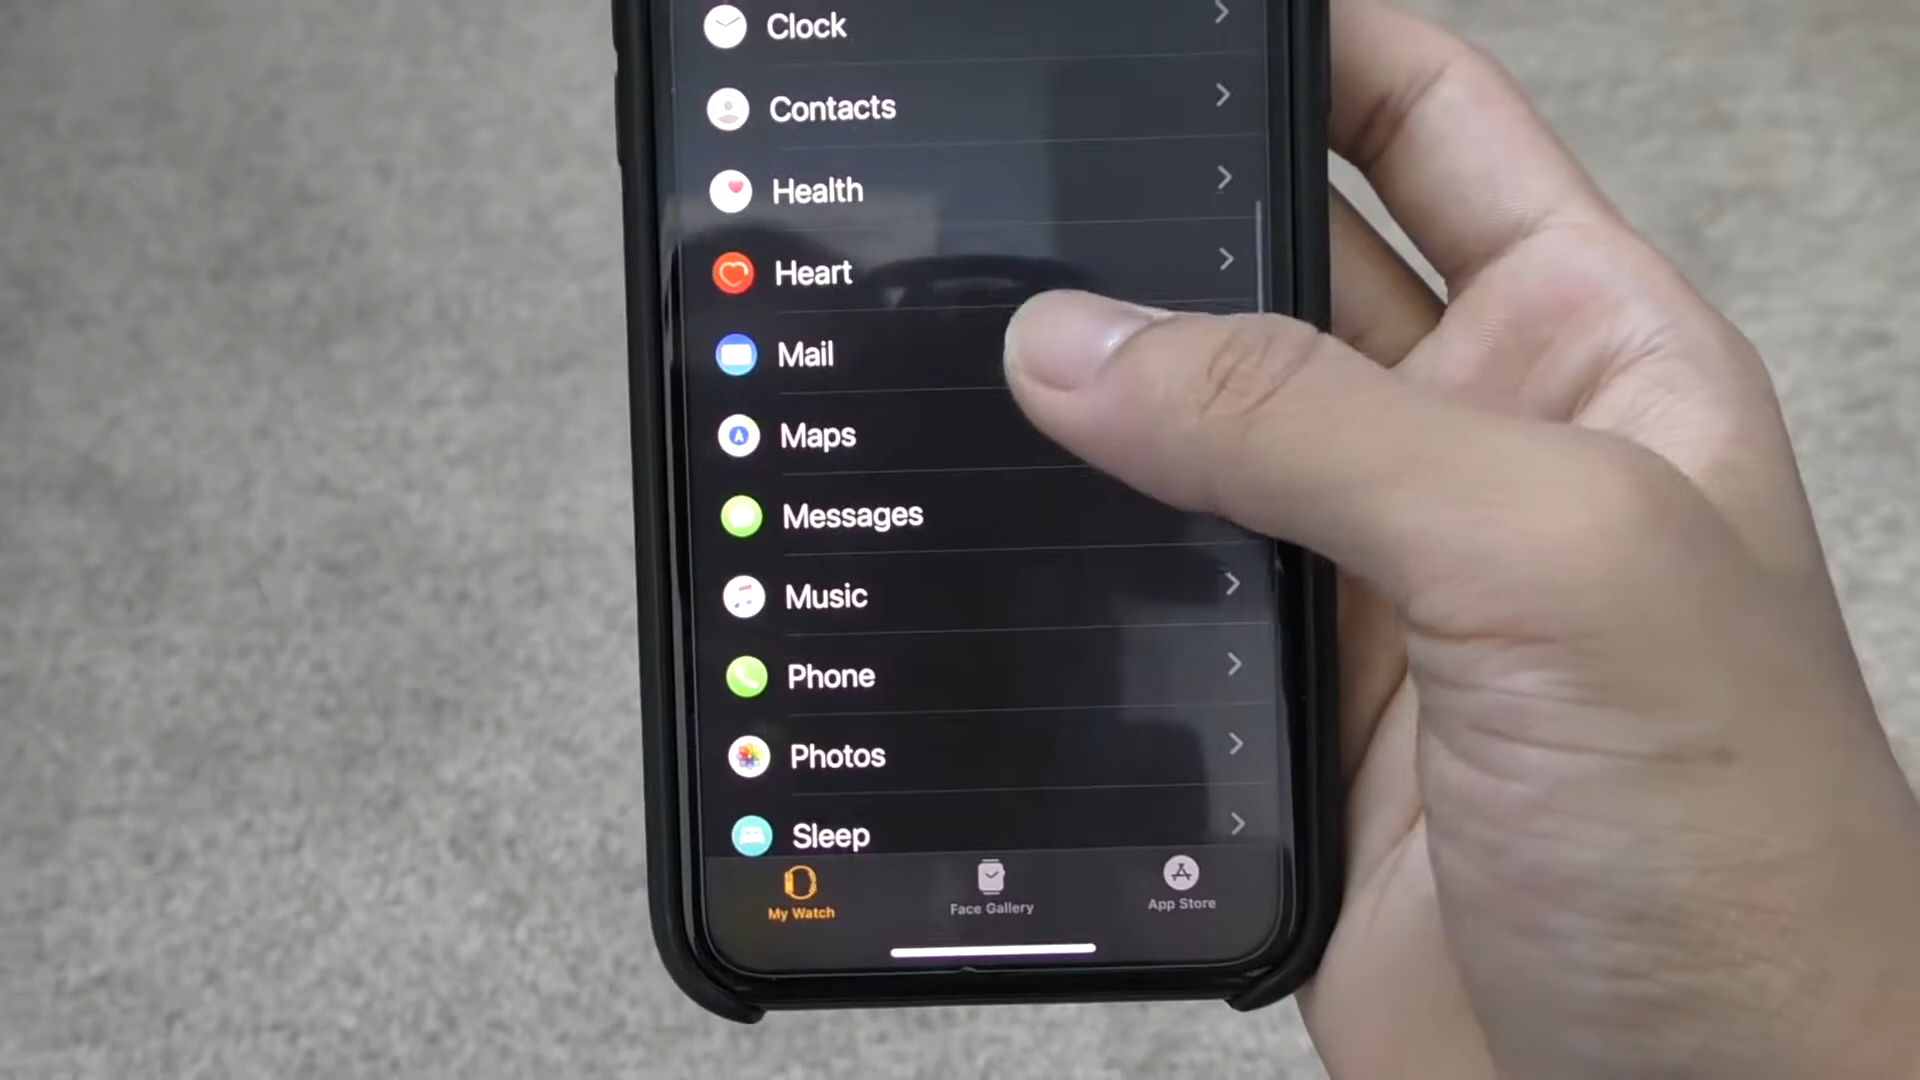 Clock
Contacts
Health
Heart
Mail
Maps
Messages
Music
Phone
Photos
Sleep
My Watch
Face Gallery
App Store